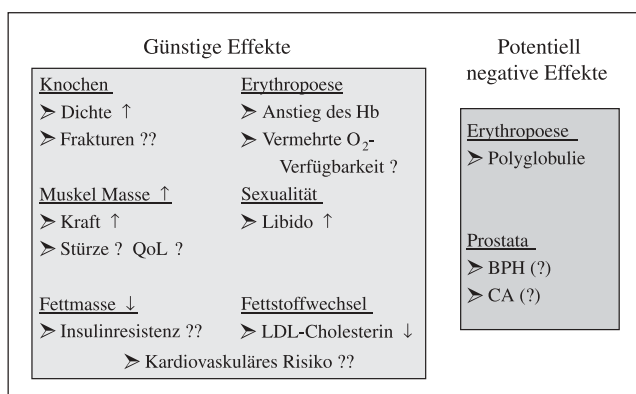 Günstige Effekte
Knochen
➢ Dichte ↑
➢ Frakturen ??
Erythropoese
➢ Anstieg des Hb
➢ Vermehrte O₂-
Verfügbarkeit ?
Muskel Masse ↑
➢ Kraft ↑
➢ Stürze ? QoL ?
Sexualität
➢ Libido ↑
Fettmasse ↓
➢ Insulinresistenz ??
Fettstoffwechsel
➢ LDL-Cholesterin ↓
➢ Kardiovaskuläres Risiko ??
Potentiell
negative Effekte
Erythropoese
➢ Polyglobulie
Prostata
➢ BPH (?)
➢ CA (?)